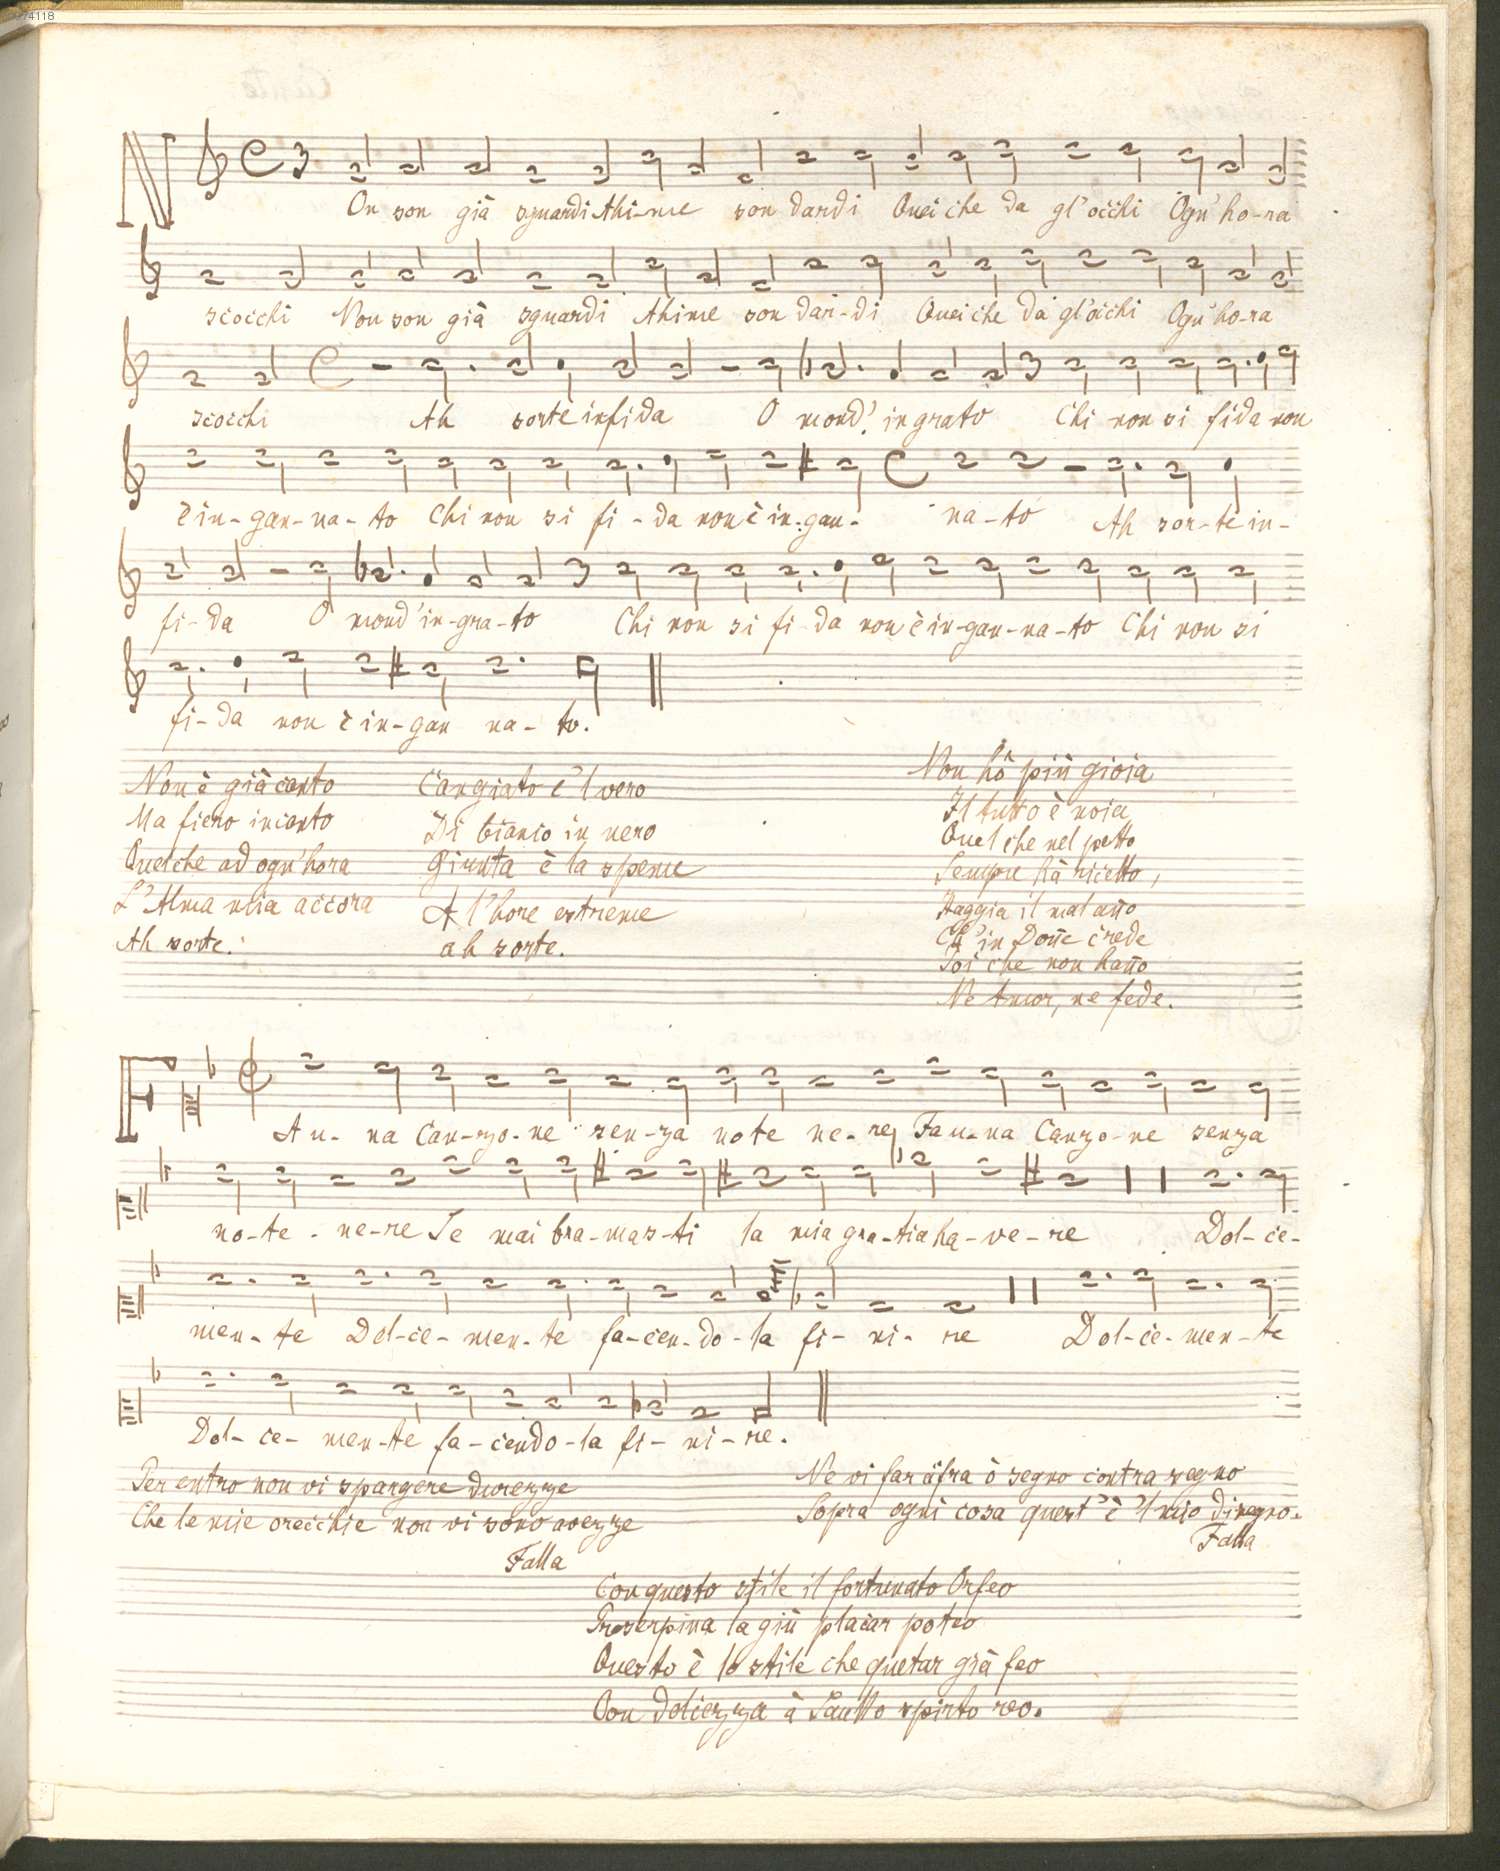 74118
Canto
NOn son già sguardi Ahi-me son dardi Quei che da gl'occhi Ogn'ho-ra
scocchi Non son già sguardi Ahime son dar-di Quei che da gl'occhi Ogn'ho-ra
scocchi Ah sorte infida O mond' ingrato Chi non si fida non
è in-gan-na-to Chi non si fi-da non è in-gan- na-to Ah sor-te in-
fi-da O mond'in-gra-to Chi non si fi-da non è in-gan-na-to Chi non si
fi-da non è in-gan na-to.
Non è già canto
Ma fiero incanto
Quelche ad ogn'hora
L'Alma mia accora
Ah sorte.
Cangiato è'l vero
Di bianco in nero
Giunta è la speme
A l'hore estreme
ah sorte.
Non hò più gioia
Il tutto è noia
Quel che nel petto
Sempre hà ricetto,
Haggia il mal año
Ch'in Doñe crede
Poi che non haño
Ne Amor, ne fede.
FA u-na Can-zo-ne sen-za note ne-re Fa u-na Canzo-ne senza
no-te ne-re Se mai bra-mas-ti la mia gra-tia ha-ve-re Dol-ce-
men-te Dol-ce-men-te fa-cen-do-la fi-ni-re Dol-ce-men-te
Dol-ce-men-te fa-cendo-la fi-ni-re.
Per entro non vi spargere durezze
Che le mie orecchie non vi sono avezze
Falla
Ne vi far cifra ò segno contra segno
Sopra ogni cosa quest'è'l mio disegno.
Falla
Con questo stile il fortunato Orfeo
Proserpina la giù placar poteo
Questo è lo stile che quetar già feo
Con dolcezza à Saullo spirto reo.